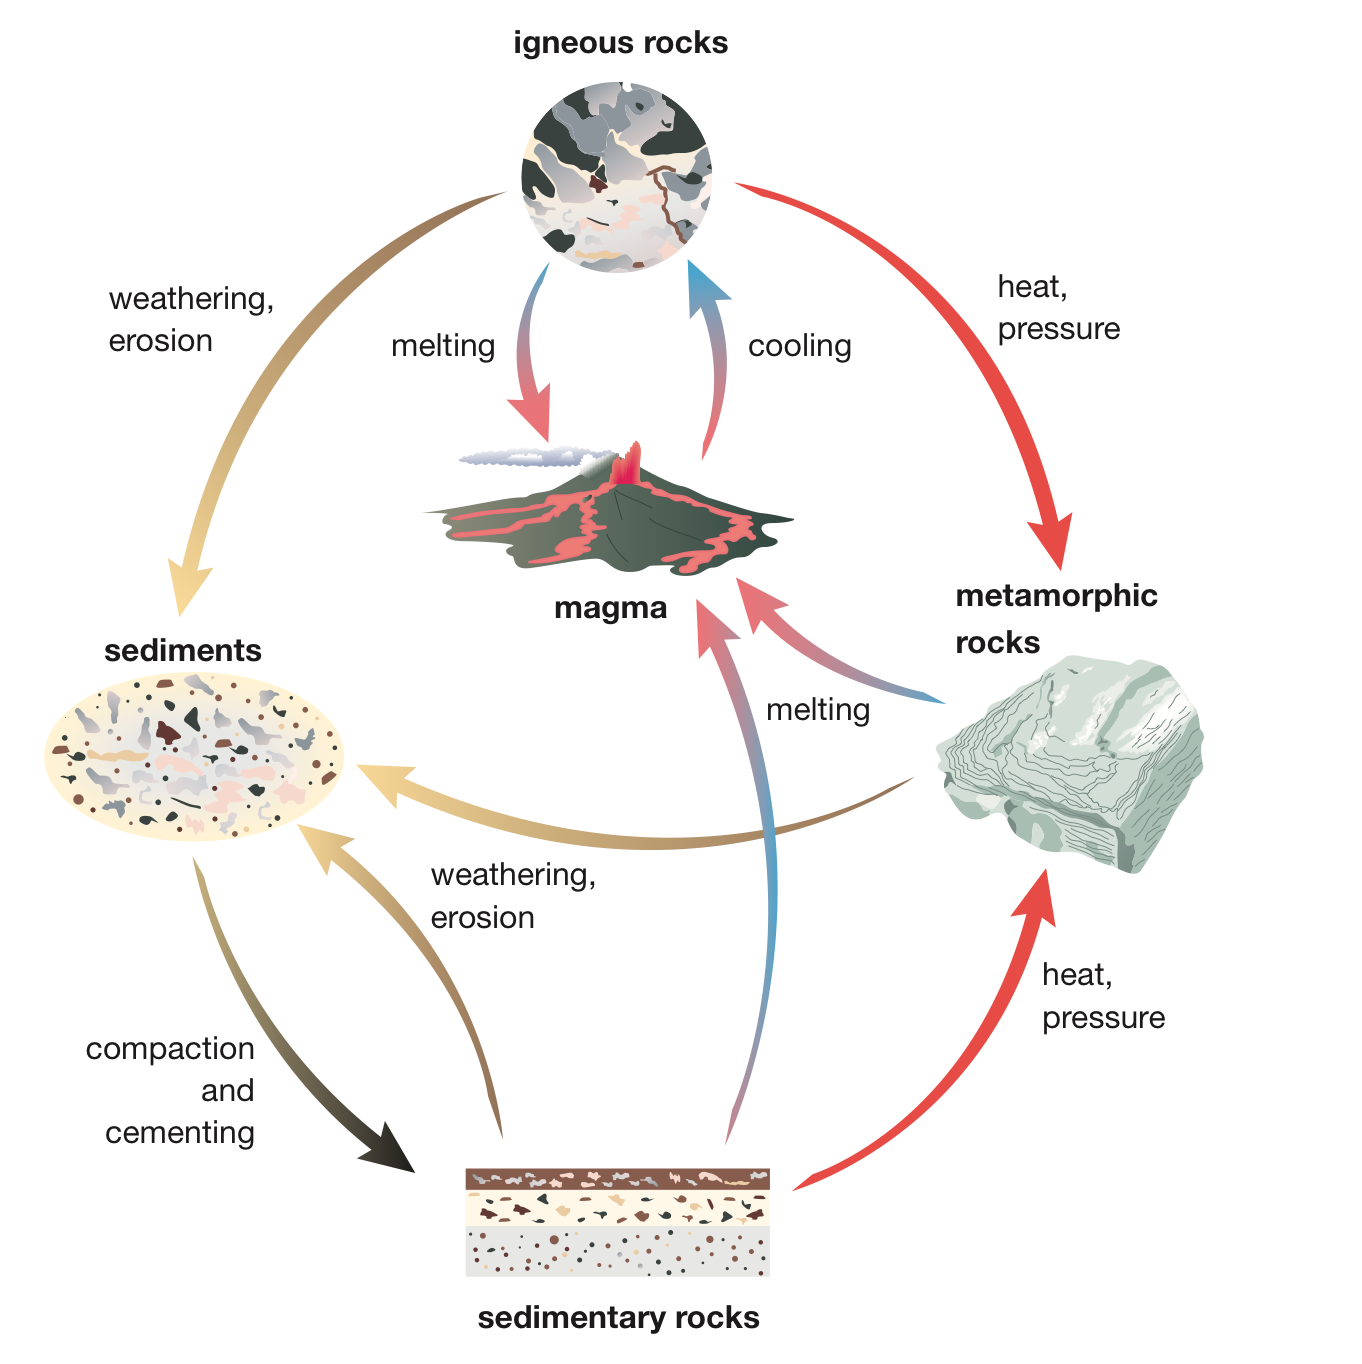 igneous rocks
weathering,
erosion
melting
cooling
heat,
pressure
magma
metamorphic
rocks
sediments
melting
weathering,
erosion
heat,
pressure
compaction
and
cementing
sedimentary rocks